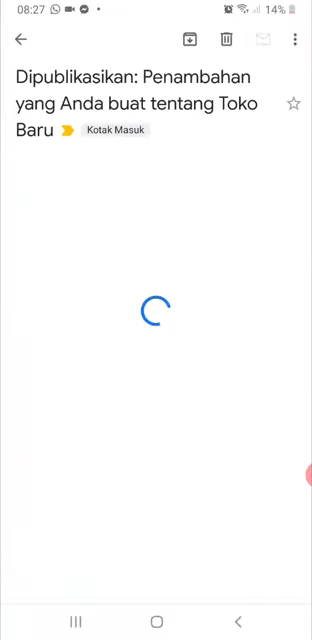 08:27 14%
Dipublikasikan: Penambahan
yang Anda buat tentang Toko
Baru Kotak Masuk